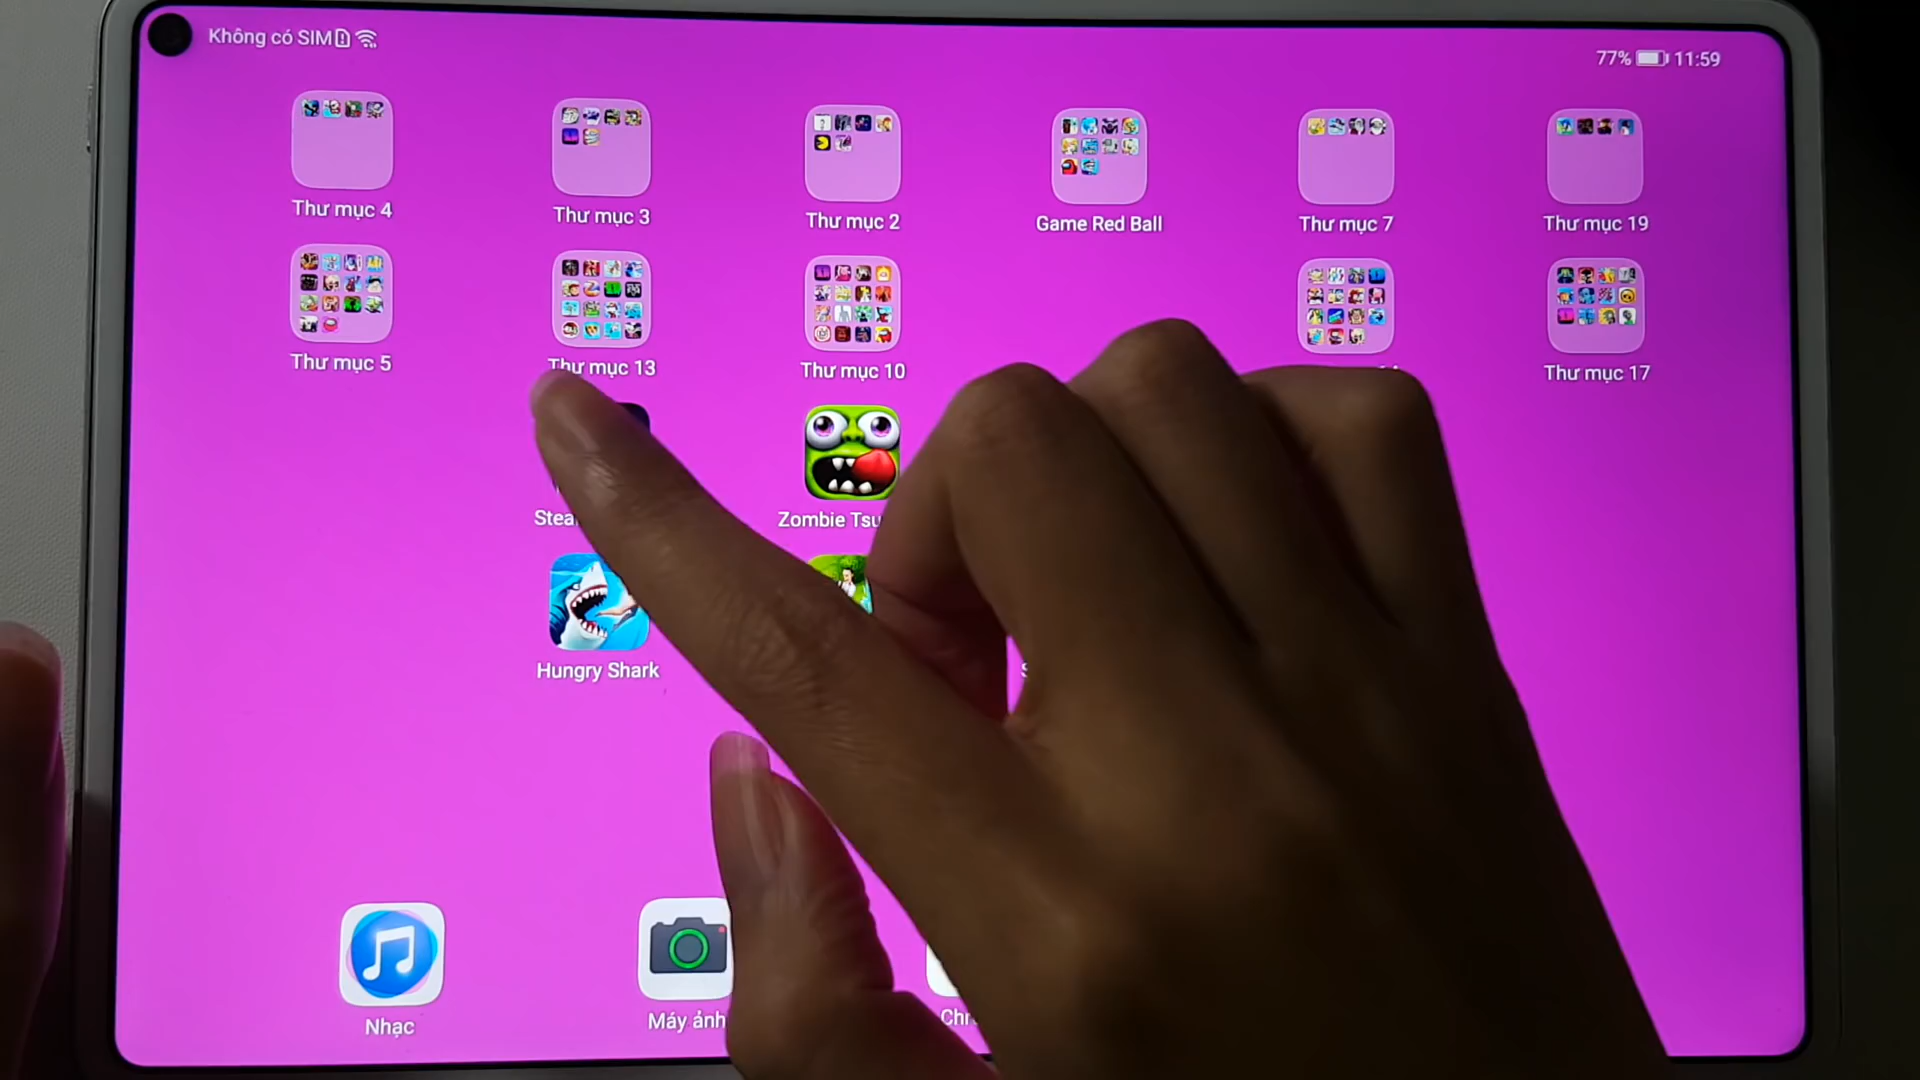 Không có SIM
77% 11:59
Thư mục 4
Thư mục 3
Thư mục 2
Game Red Ball
Thư mục 7
Thư mục 19
Thư mục 5
Thư mục 13
Thư mục 10
Thư mục 17
Zombie Tsu
Hungry Shark
Nhạc
Máy ảnh